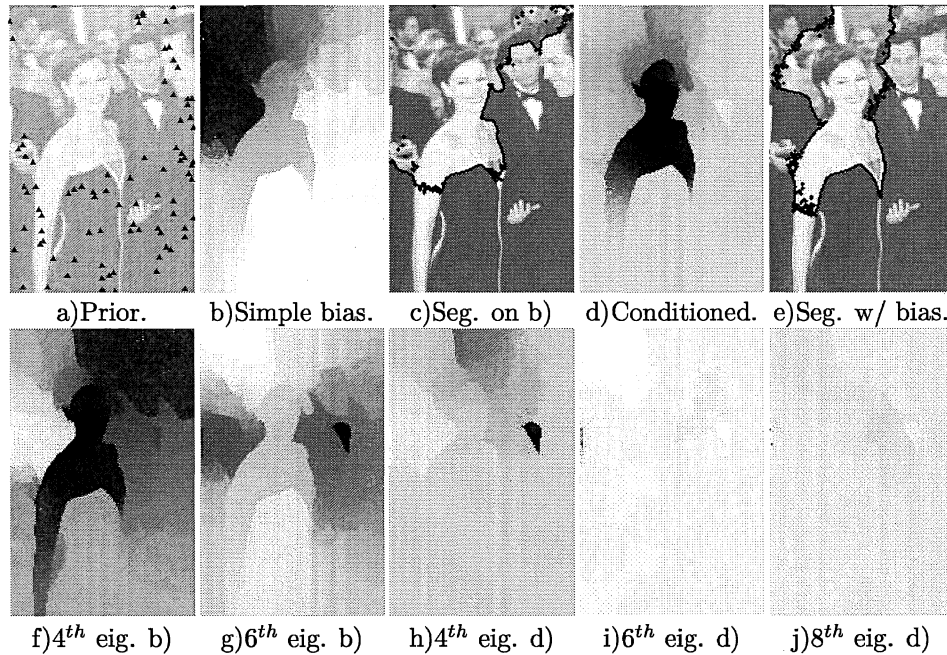 a)Prior. b)Simple bias. c)Seg. on b) d)Conditioned. e)Seg. w/ bias.
f)4th eig. b) g)6th eig. b) h)4th eig. d) i)6th eig. d) j)8th eig. d)